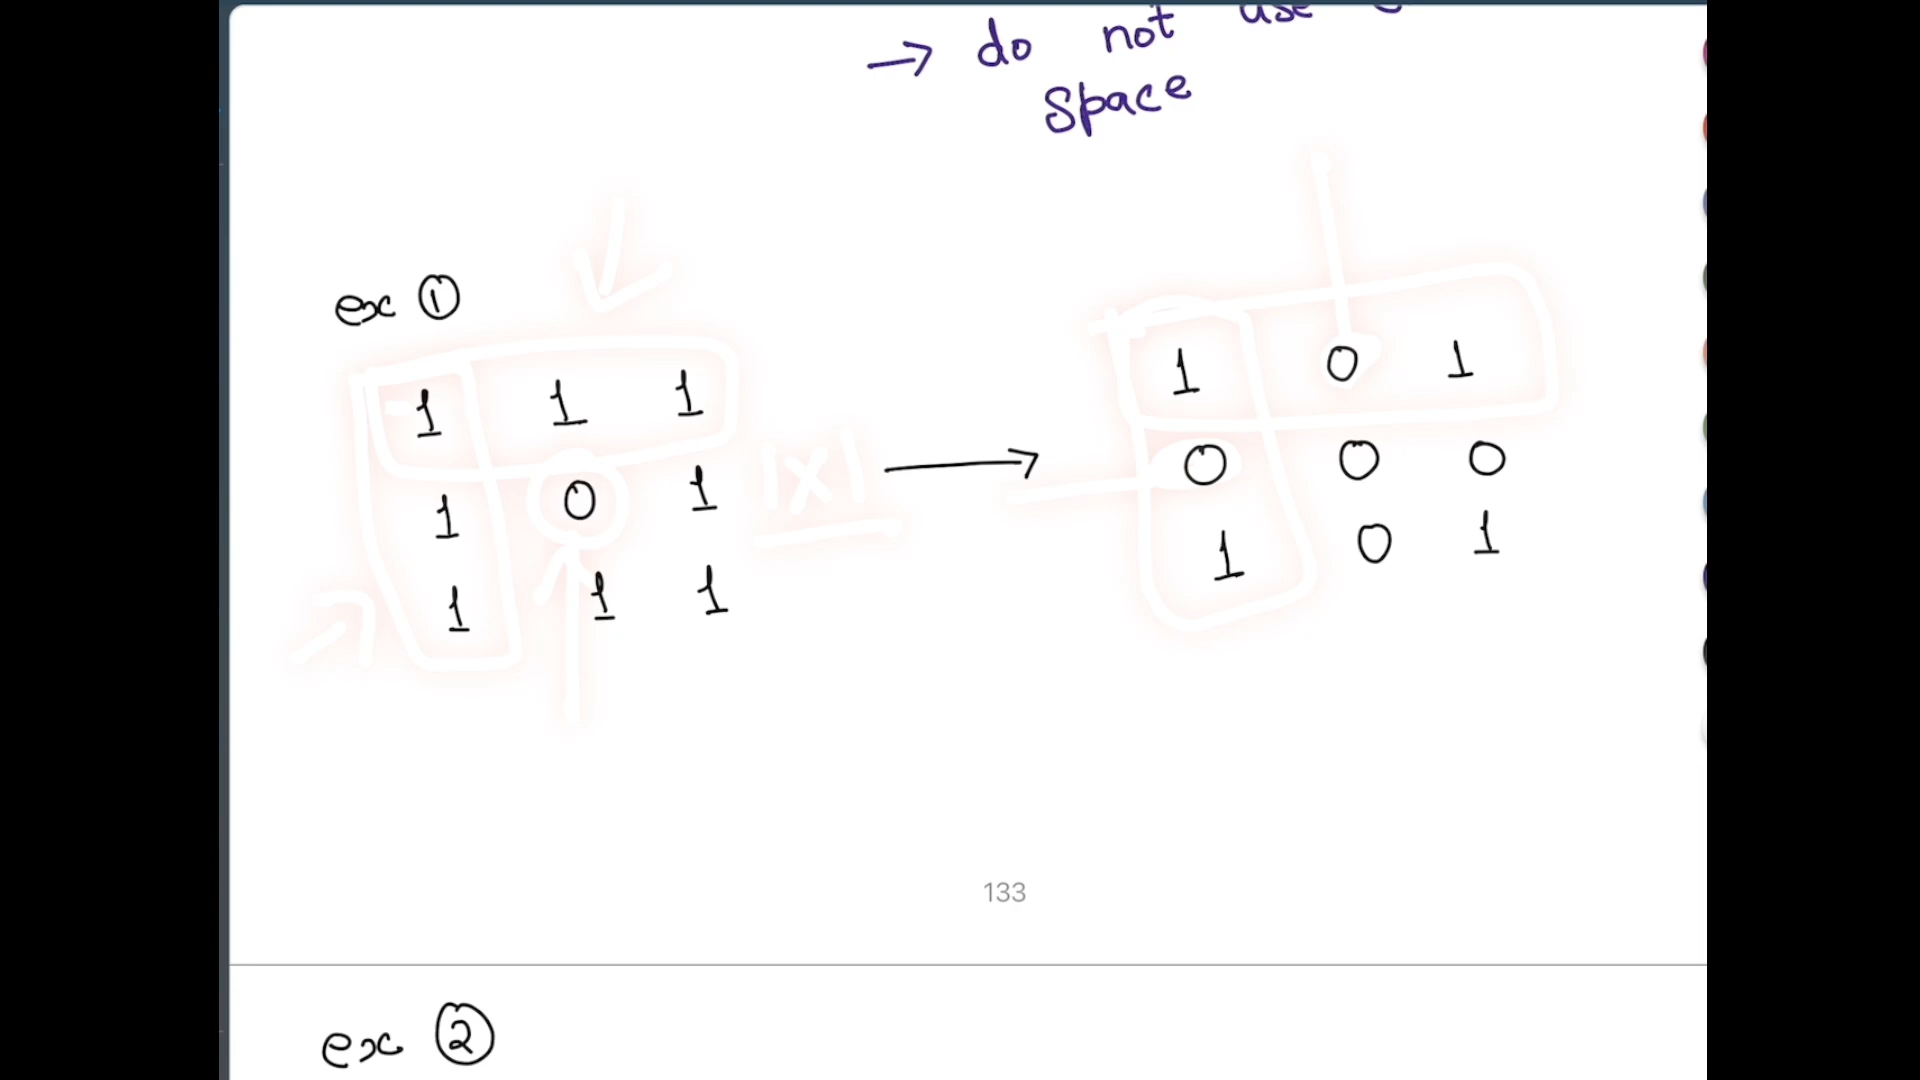 → do not use
space
ex ①
1 1 1
1 0 1 |x|
1 1 1
→
1 0 1
0 0 0
1 0 1
133
ex ②